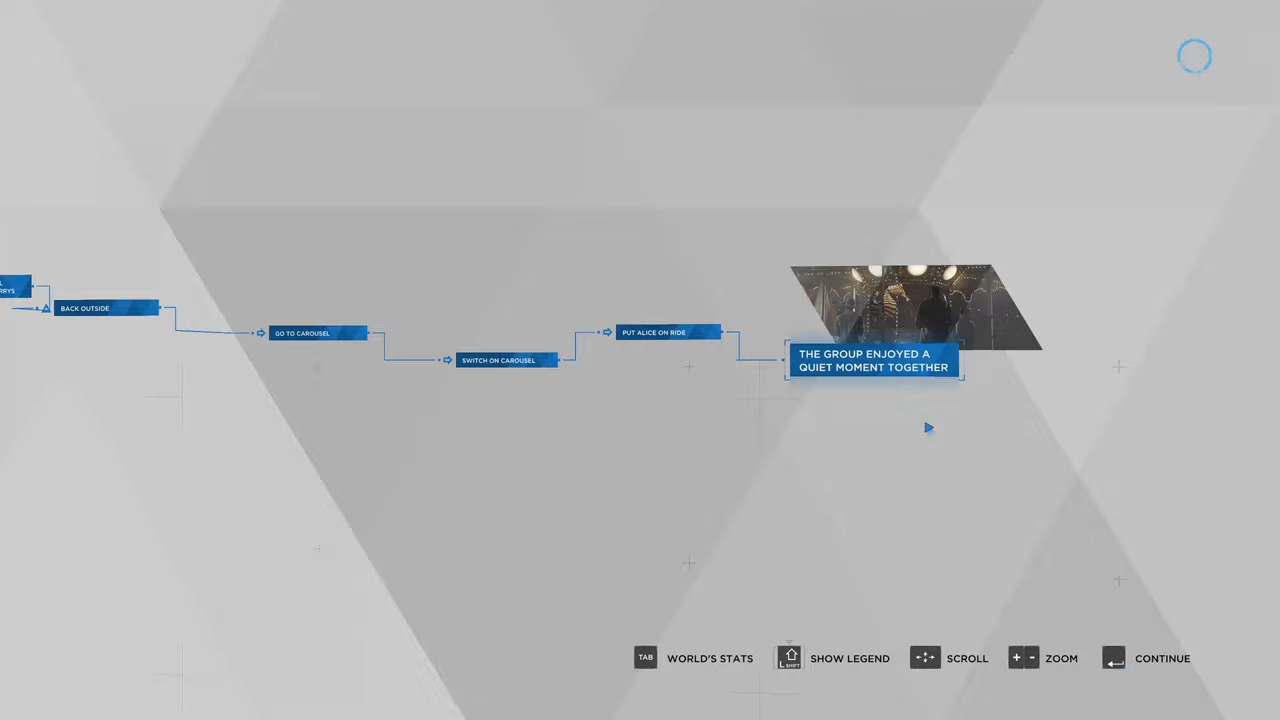 RRYS
BACK OUTSIDE
GO TO CAROUSEL
SWITCH ON CAROUSEL
PUT ALICE ON RIDE
THE GROUP ENJOYED A
QUIET MOMENT TOGETHER
TAB WORLD'S STATS
L SHIFT SHOW LEGEND
SCROLL
+ - ZOOM
CONTINUE